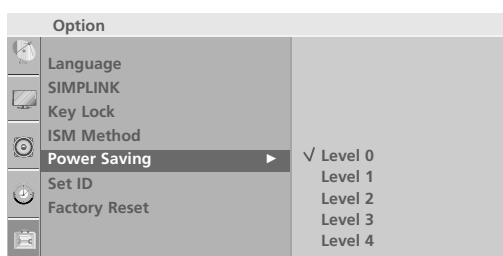 Option
Language
SIMPLINK
Key Lock
ISM Method
Power Saving ►
Set ID
Factory Reset
√ Level 0
Level 1
Level 2
Level 3
Level 4